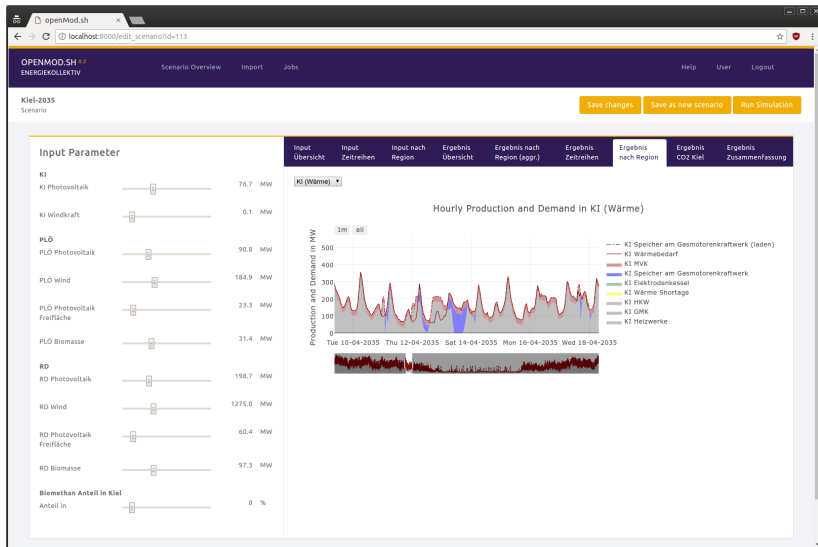 openMod.sh
localhost:8000/edit_scenario?id=113
OPENMOD.SH 0.2
ENERGIEKOLLEKTIV
Scenario Overview
Import
Jobs
Help
User
Logout
Kiel-2035
Scenario
Save changes
Save as new scenario
Run Simulation
Input Parameter
KI
KI Photovoltaik 76.7 MW
KI Windkraft 0.1 MW
PLÖ
PLÖ Photovoltaik 90.8 MW
PLÖ Wind 184.9 MW
PLÖ Photovoltaik 23.3 MW
Freifläche
PLÖ Biomasse 31.4 MW
RD
RD Photovoltaik 198.7 MW
RD Wind 1275.0 MW
RD Photovoltaik 60.4 MW
Freifläche
RD Biomasse 97.3 MW
Biomethan Anteil in Kiel
Anteil in 0 %
Input
Übersicht
Input
Zeitreihen
Input nach
Region
Ergebnis
Übersicht
Ergebnis nach
Region (aggr.)
Ergebnis
Zeitreihen
Ergebnis
nach Region
Ergebnis
CO2 Kiel
Ergebnis
Zusammenfassung
KI (Wärme)
Hourly Production and Demand in KI (Wärme)
1m all
Production and Demand in MW
500
400
300
200
100
0
Tue 10-04-2035 Thu 12-04-2035 Sat 14-04-2035 Mon 16-04-2035 Wed 18-04-2035
KI Speicher am Gasmotorenkraftwerk (laden)
KI Wärmebedarf
KI MVK
KI Speicher am Gasmotorenkraftwerk
KI Elektrodenkessel
KI Wärme Shortage
KI HKW
KI GMK
KI Heizwerke